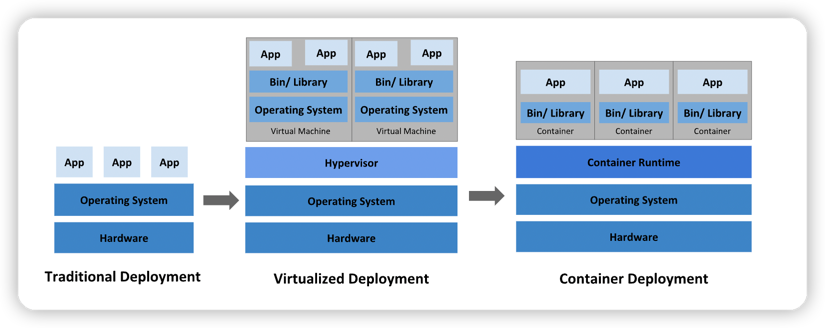 App App App
Operating System
Hardware
Traditional Deployment
App App App App
Bin/ Library Bin/ Library
Operating System Operating System
Virtual Machine Virtual Machine
Hypervisor
Operating System
Hardware
Virtualized Deployment
App App App
Bin/ Library Bin/ Library Bin/ Library
Container Container Container
Container Runtime
Operating System
Hardware
Container Deployment